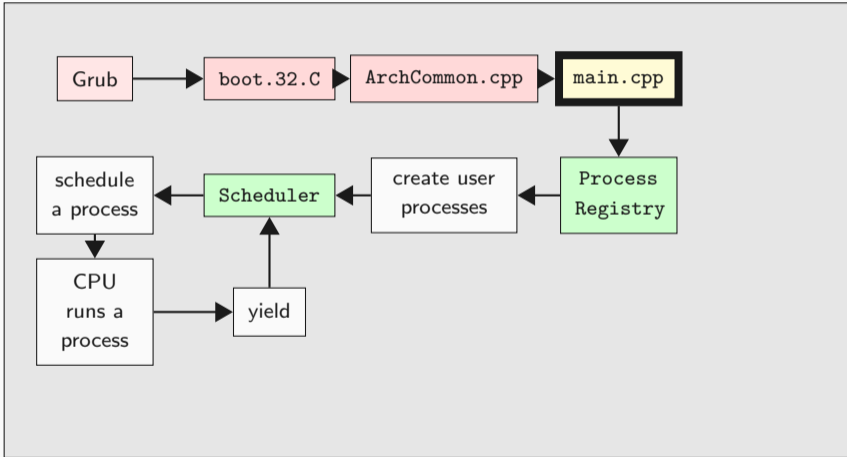 Grub
boot.32.C
ArchCommon.cpp
main.cpp
schedule
a process
Scheduler
create user
processes
Process
Registry
CPU
runs a
process
yield